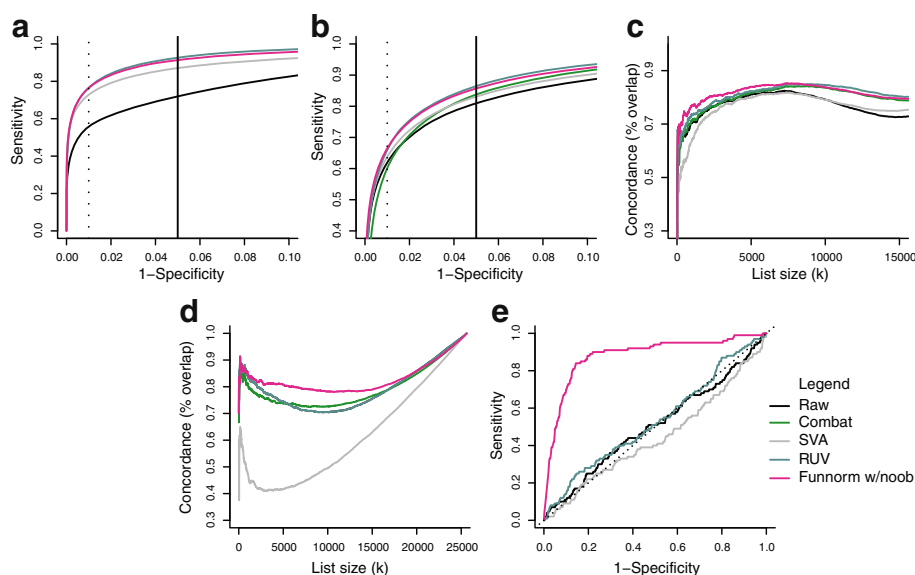 a
b
c
Sensitivity
0.0 0.2 0.4 0.6 0.8 1.0
0.00 0.02 0.04 0.06 0.08 0.10
1−Specificity
Sensitivity
0.4 0.5 0.6 0.7 0.8 0.9 1.0
0.00 0.02 0.04 0.06 0.08 0.10
1−Specificity
Concordance (% overlap)
0.3 0.5 0.7 0.9
0 5000 10000 15000
List size (k)
d
e
Concordance (% overlap)
0.3 0.4 0.5 0.6 0.7 0.8 0.9 1.0
0 5000 10000 15000 20000 25000
List size (k)
Sensitivity
0.0 0.2 0.4 0.6 0.8 1.0
0.0 0.2 0.4 0.6 0.8 1.0
1−Specificity
Legend
Raw
Combat
SVA
RUV
Funnorm w/noob